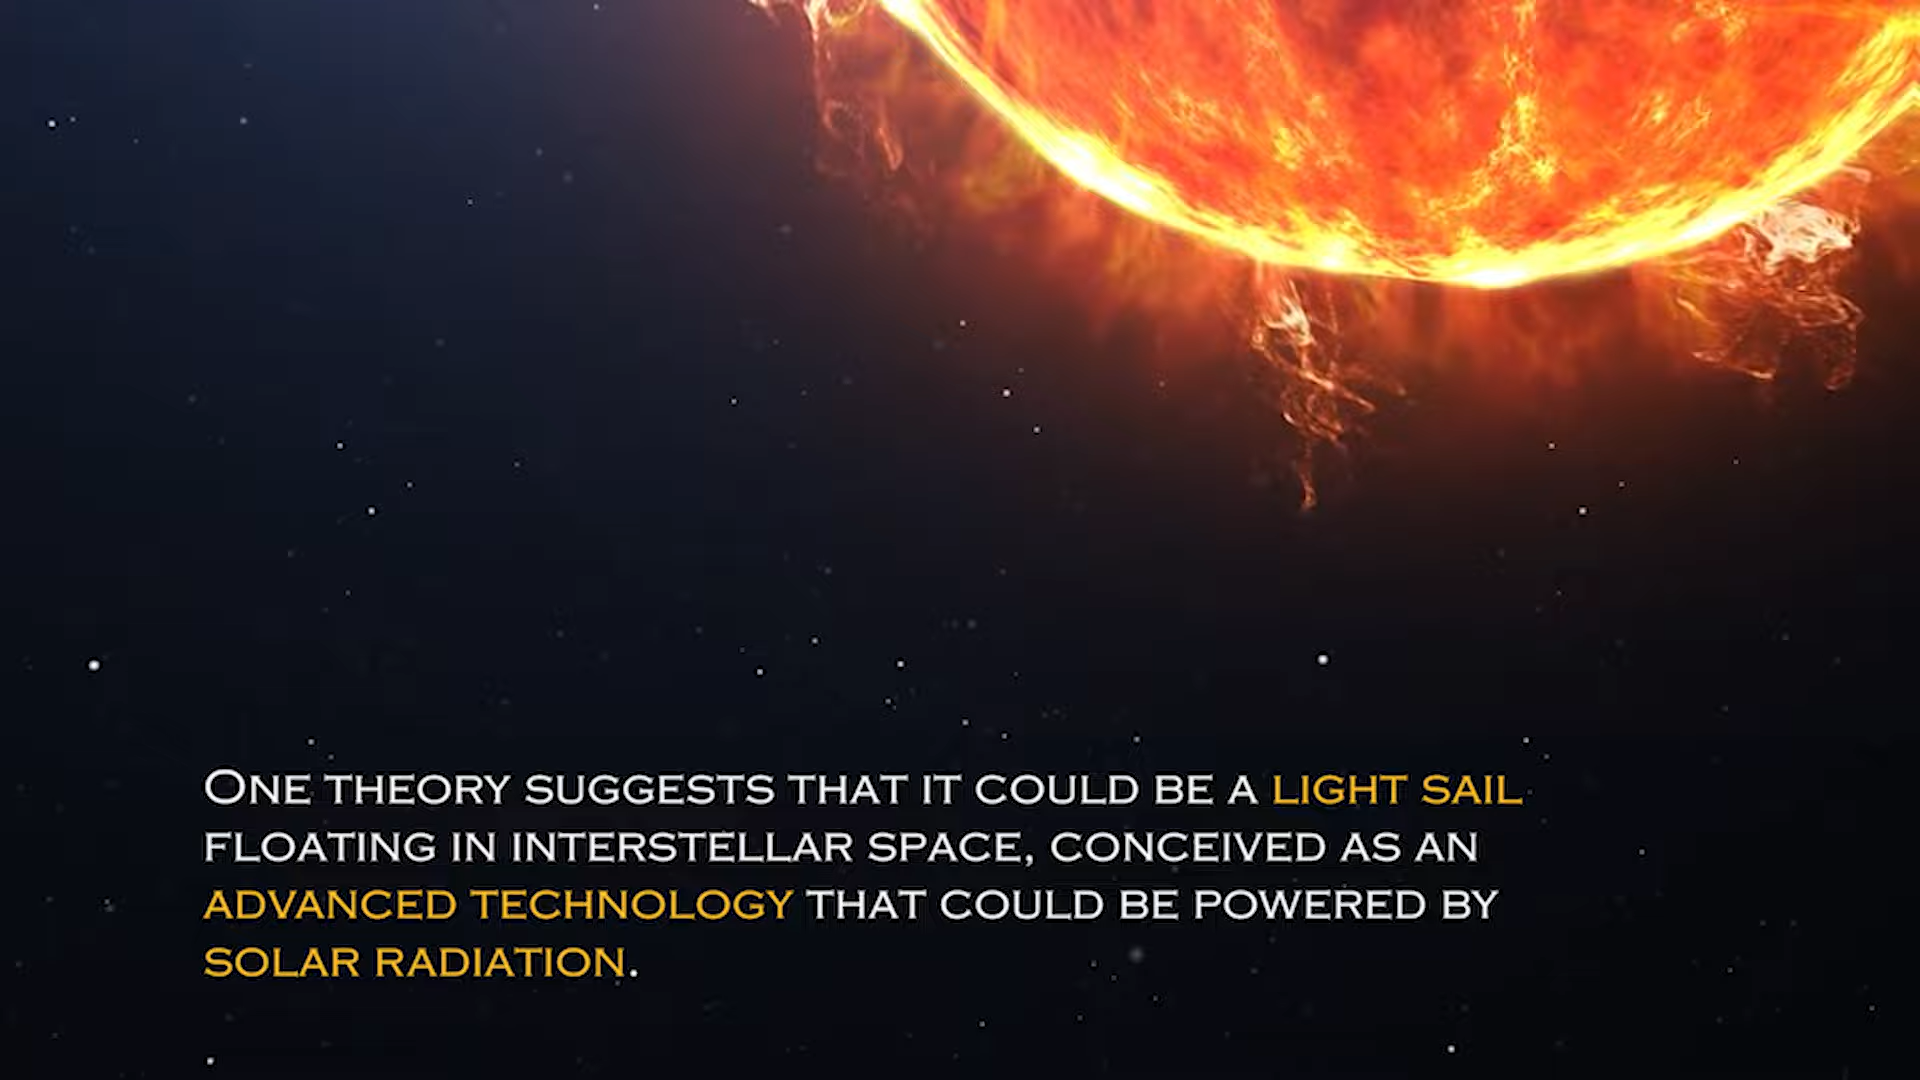 One theory suggests that it could be a light sail
floating in interstellar space, conceived as an
advanced technology that could be powered by
solar radiation.